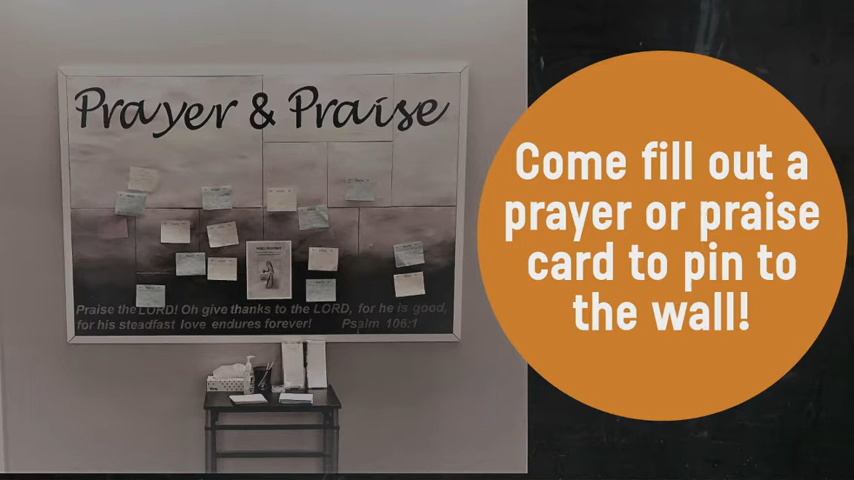 Prayer & Praise
Praise the LORD! Oh give thanks to the LORD, for he is good,
for his steadfast love endures forever! Psalm 106:1
Come fill out a
prayer or praise
card to pin to
the wall!